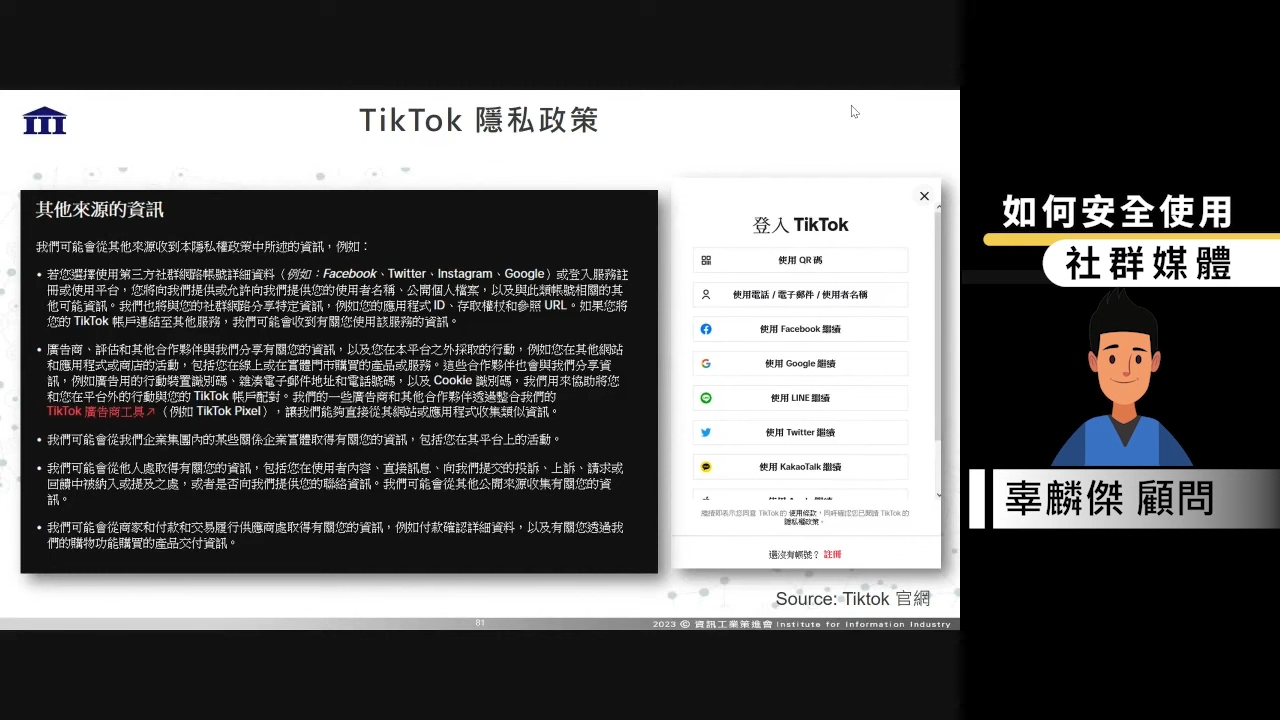 TikTok 隱私政策
其他來源的資訊
我們可能會從其他來源收到本隱私權政策中所述的資訊，例如：
• 若您選擇使用第三方社群網路帳號詳細資料（例如：Facebook、Twitter、Instagram、Google）或登入服務註
冊或使用平台，您將向我們提供或允許向我們提供您的使用者名稱、公開個人檔案，以及與此類帳號相關的其
他可能資訊。我們也將與您的社群網路分享特定資訊，例如您的應用程式 ID、存取權杖和參照 URL。如果您將
您的 TikTok 帳戶連結至其他服務，我們可能會收到有關您使用該服務的資訊。
• 廣告商、評估和其他合作夥伴與我們分享有關您的資訊，以及您在本平台之外採取的行動，例如您在其他網站
和應用程式或商店的活動，包括您在線上或在實體門市購買的產品或服務。這些合作夥伴也會與我們分享資
訊，例如廣告用的行動裝置識別碼、雜湊電子郵件地址和電話號碼，以及 Cookie 識別碼，我們用來協助將您
和您在平台外的行動與您的 TikTok 帳戶配對。我們的一些廣告商和其他合作夥伴透過整合我們的
TikTok 廣告商工具↗（例如 TikTok Pixel），讓我們能夠直接從其網站或應用程式收集類似資訊。
• 我們可能會從我們企業集團內的某些關係企業實體取得有關您的資訊，包括您在其平台上的活動。
• 我們可能會從他人處取得有關您的資訊，包括您在使用者內容、直接訊息、向我們提交的投訴、上訴、請求或
回饋中被納入或提及之處，或者是否向我們提供您的聯絡資訊。我們可能會從其他公開來源收集有關您的資
訊。
• 我們可能會從商家和付款和交易履行供應商處取得有關您的資訊，例如付款確認詳細資料，以及有關您透過我
們的購物功能購買的產品交付資訊。
登入 TikTok
使用 QR 碼
使用電話 / 電子郵件 / 使用者名稱
使用 Facebook 繼續
使用 Google 繼續
使用 LINE 繼續
使用 Twitter 繼續
使用 KakaoTalk 繼續
繼續即表示您同意 TikTok 的 使用條款，同時確認您已閱讀 TikTok 的
隱私權政策。
還沒有帳號？ 註冊
Source: Tiktok 官網
81
2023 © 資訊工業策進會 Institute for Information Industry
如何安全使用
社群媒體
辜麟傑 顧問